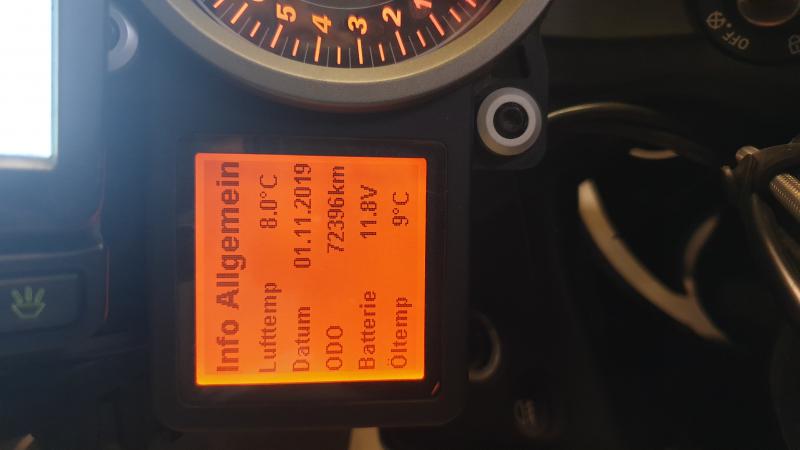 5 4 3 2 1
OFF
Info Allgemein
Lufttemp 8.0°C
Datum 01.11.2019
ODO 72396km
Batterie 11.8V
Öltemp 9°C